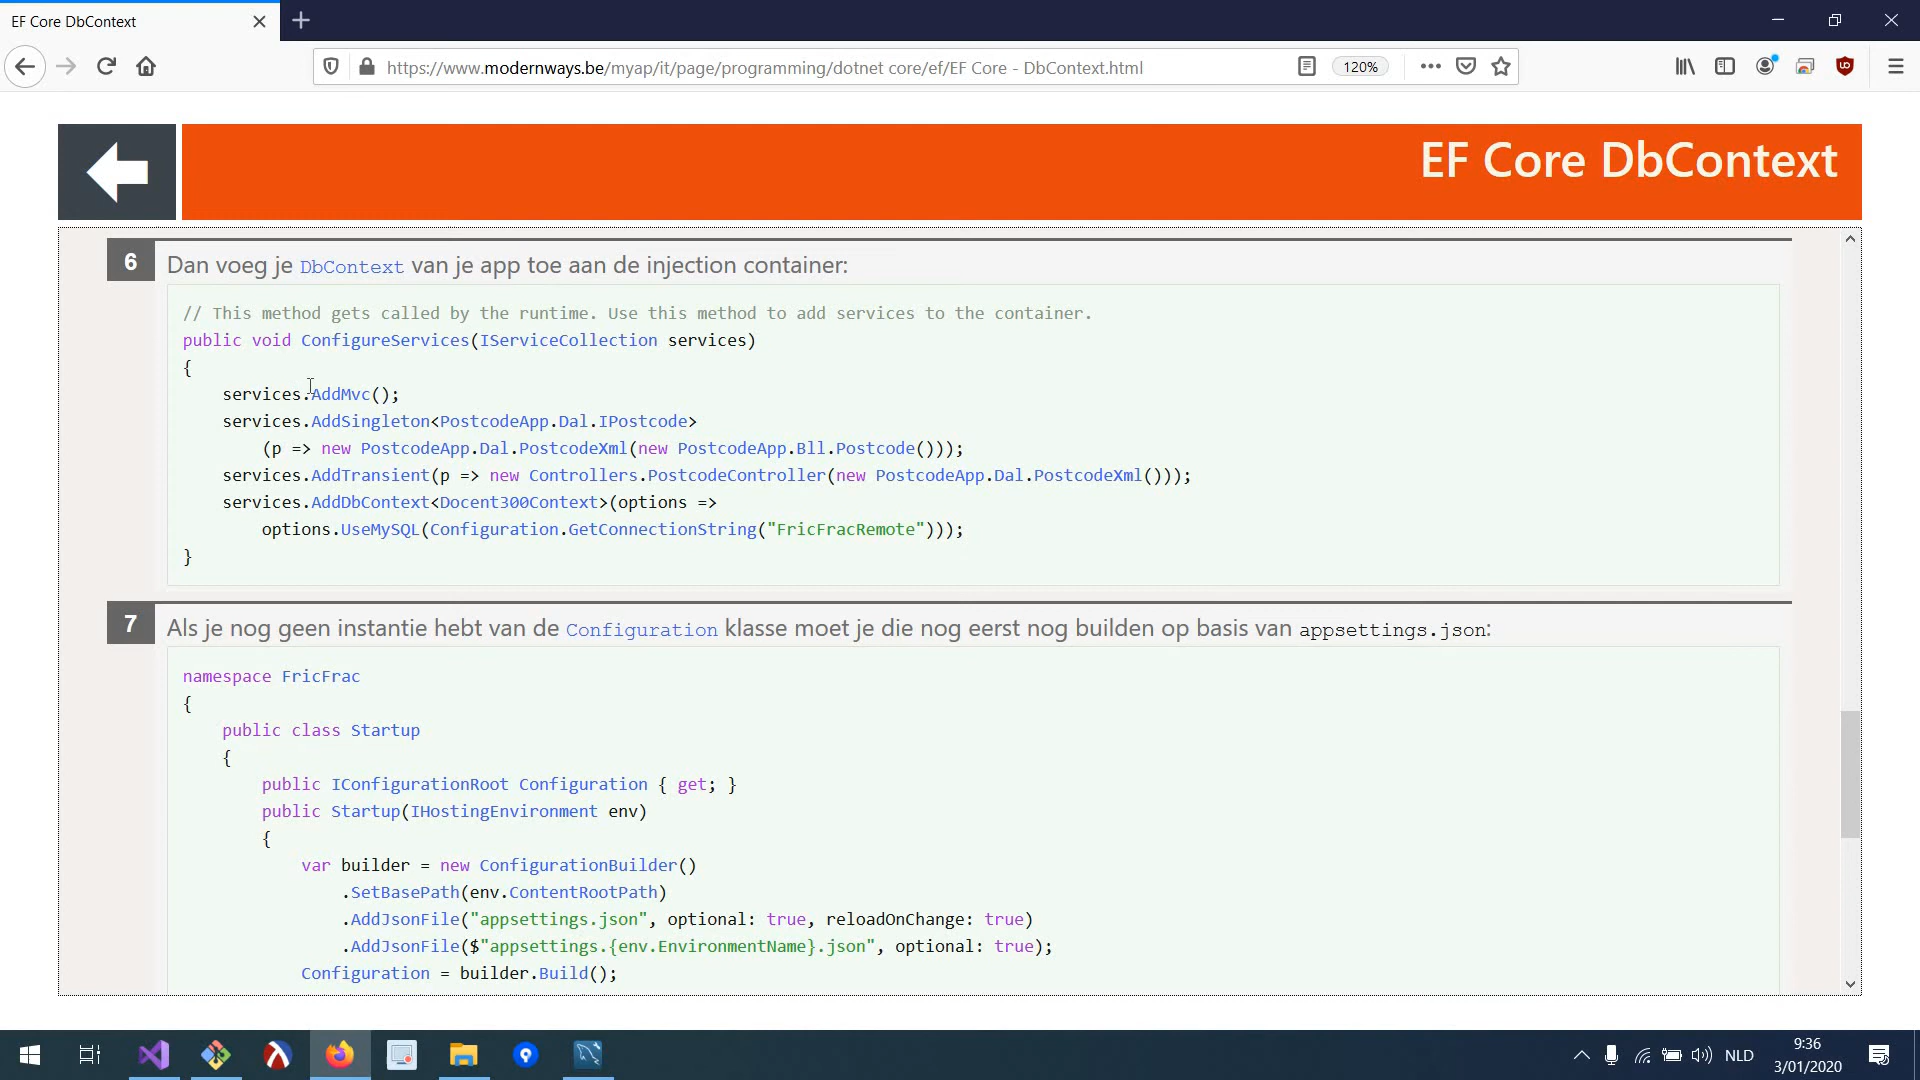 EF Core DbContext
https://www.modernways.be/myap/it/page/programming/dotnet core/ef/EF Core - DbContext.html
120%
EF Core DbContext
6
Dan voeg je DbContext van je app toe aan de injection container:
// This method gets called by the runtime. Use this method to add services to the container.
public void ConfigureServices(IServiceCollection services)
{
services.AddMvc();
services.AddSingleton<PostcodeApp.Dal.IPostcode>
(p => new PostcodeApp.Dal.PostcodeXml(new PostcodeApp.Bll.Postcode()));
services.AddTransient(p => new Controllers.PostcodeController(new PostcodeApp.Dal.PostcodeXml()));
services.AddDbContext<Docent300Context>(options =>
options.UseMySQL(Configuration.GetConnectionString("FricFracRemote")));
}
7
Als je nog geen instantie hebt van de Configuration klasse moet je die nog eerst nog builden op basis van appsettings.json:
namespace FricFrac
{
public class Startup
{
public IConfigurationRoot Configuration { get; }
public Startup(IHostingEnvironment env)
{
var builder = new ConfigurationBuilder()
.SetBasePath(env.ContentRootPath)
.AddJsonFile("appsettings.json", optional: true, reloadOnChange: true)
.AddJsonFile($"appsettings.{env.EnvironmentName}.json", optional: true);
Configuration = builder.Build();
NLD
9:36
3/01/2020